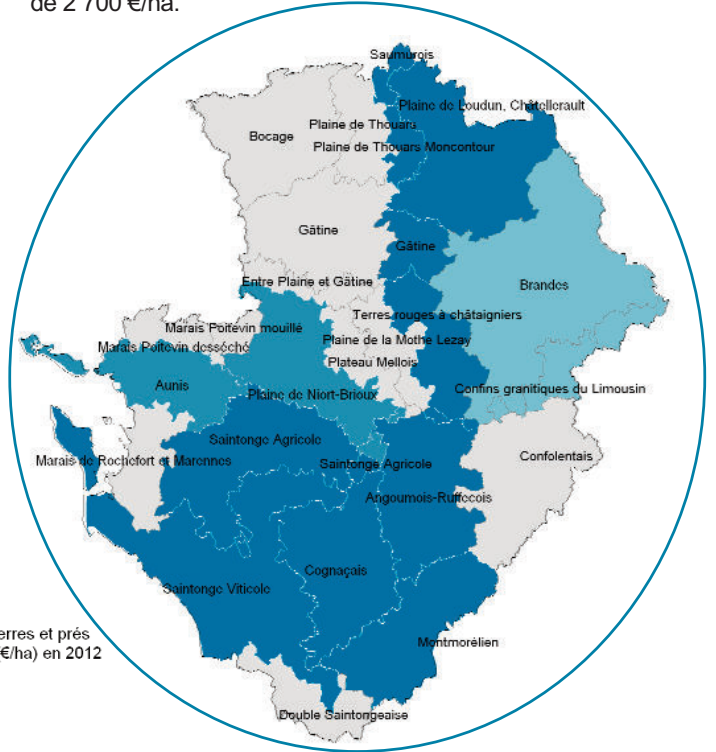 de 2 700 €/ha.
Saumurois
Plaine de Loudun, Châtellerault
Plaine de Thouars
Bocage
Plaine de Thouars Moncontour
Gâtine
Gâtine
Entre Plaine et Gâtine
Brandes
Terres rouges à châtaigniers
Marais Poitevin mouillé
Plaine de la Mothe Lezay
Marais Poitevin desséché
Plateau Mellois
Aunis
Confins granitiques du Limousin
Plaine de Niort-Brioux
Saintonge Agricole
Confolentais
Marais de Rochefort et Marennes
Saintonge Agricole
Angoumois-Ruffecois
Cognaçais
Saintonge Viticole
erres et prés
Montmorélien
€/ha) en 2012
Double Saintongeaise